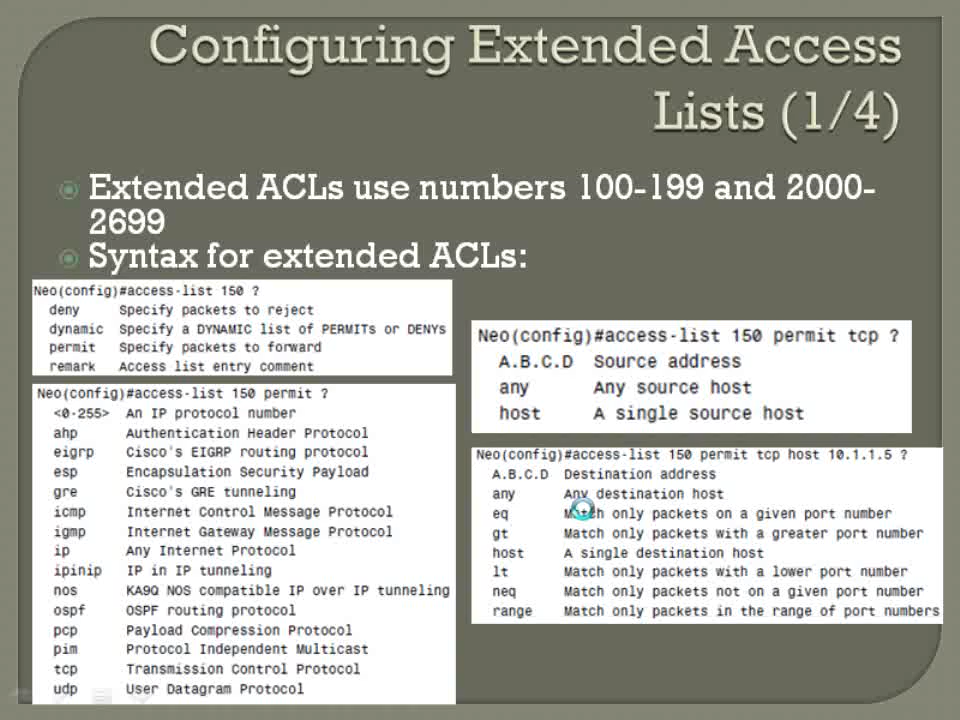 Configuring Extended Access
Lists (1/4)
Extended ACLs use numbers 100-199 and 2000-
2699
Syntax for extended ACLs:
Neo(config)#access-list 150 ?
deny Specify packets to reject
dynamic Specify a DYNAMIC list of PERMITs or DENYs
permit Specify packets to forward
remark Access list entry comment
Neo(config)#access-list 150 permit ?
<0-255> An IP protocol number
ahp Authentication Header Protocol
eigrp Cisco's EIGRP routing protocol
esp Encapsulation Security Payload
gre Cisco's GRE tunneling
icmp Internet Control Message Protocol
igmp Internet Gateway Message Protocol
ip Any Internet Protocol
ipinip IP in IP tunneling
nos KA9Q NOS compatible IP over IP tunneling
ospf OSPF routing protocol
pcp Payload Compression Protocol
pim Protocol Independent Multicast
tcp Transmission Control Protocol
udp User Datagram Protocol
Neo(config)#access-list 150 permit tcp ?
A.B.C.D Source address
any Any source host
host A single source host
Neo(config)#access-list 150 permit tcp host 10.1.1.5 ?
A.B.C.D Destination address
any Any destination host
eq Match only packets on a given port number
gt Match only packets with a greater port number
host A single destination host
lt Match only packets with a lower port number
neq Match only packets not on a given port number
range Match only packets in the range of port numbers